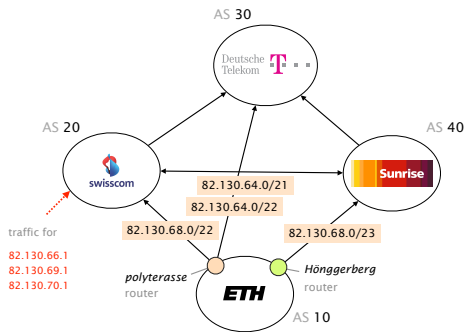 AS 30
Deutsche
Telekom
T
AS 20
AS 40
swisscom
Sunrise
82.130.64.0/21
82.130.64.0/22
traffic for
82.130.68.0/22
82.130.68.0/23
82.130.66.1
82.130.69.1
82.130.70.1
polyterasse
router
Hönggerberg
router
ETH
AS 10